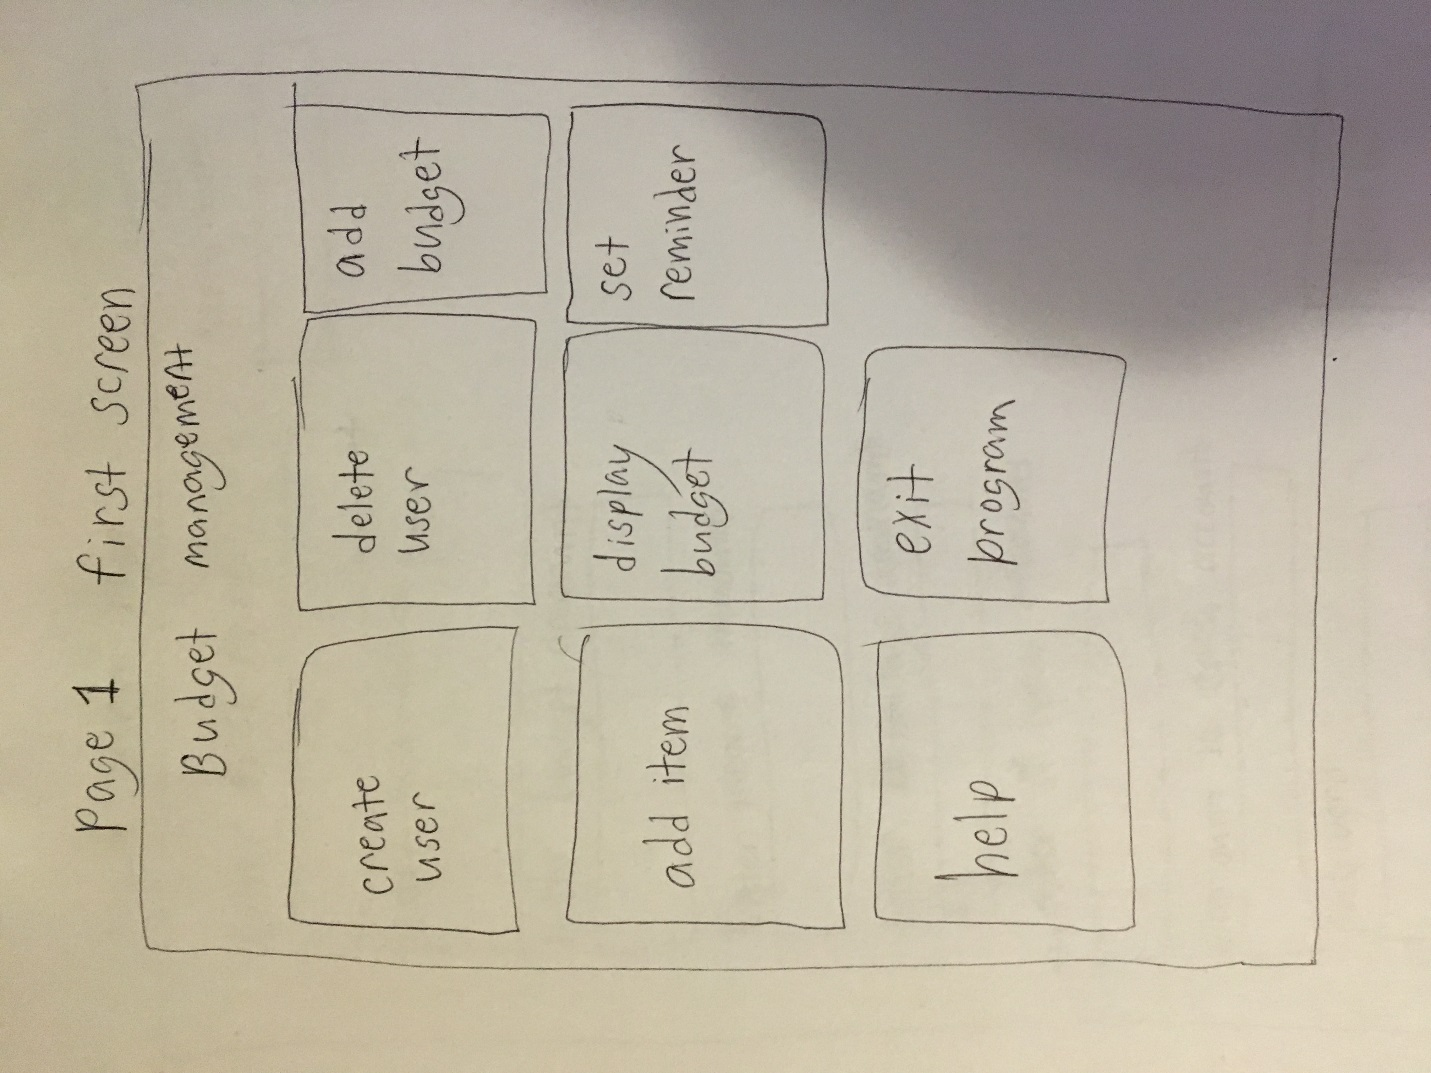 Page 1 first screen
Budget management
create
user
delete
user
add
budget
add item
display
budget
set
reminder
help
exit
program